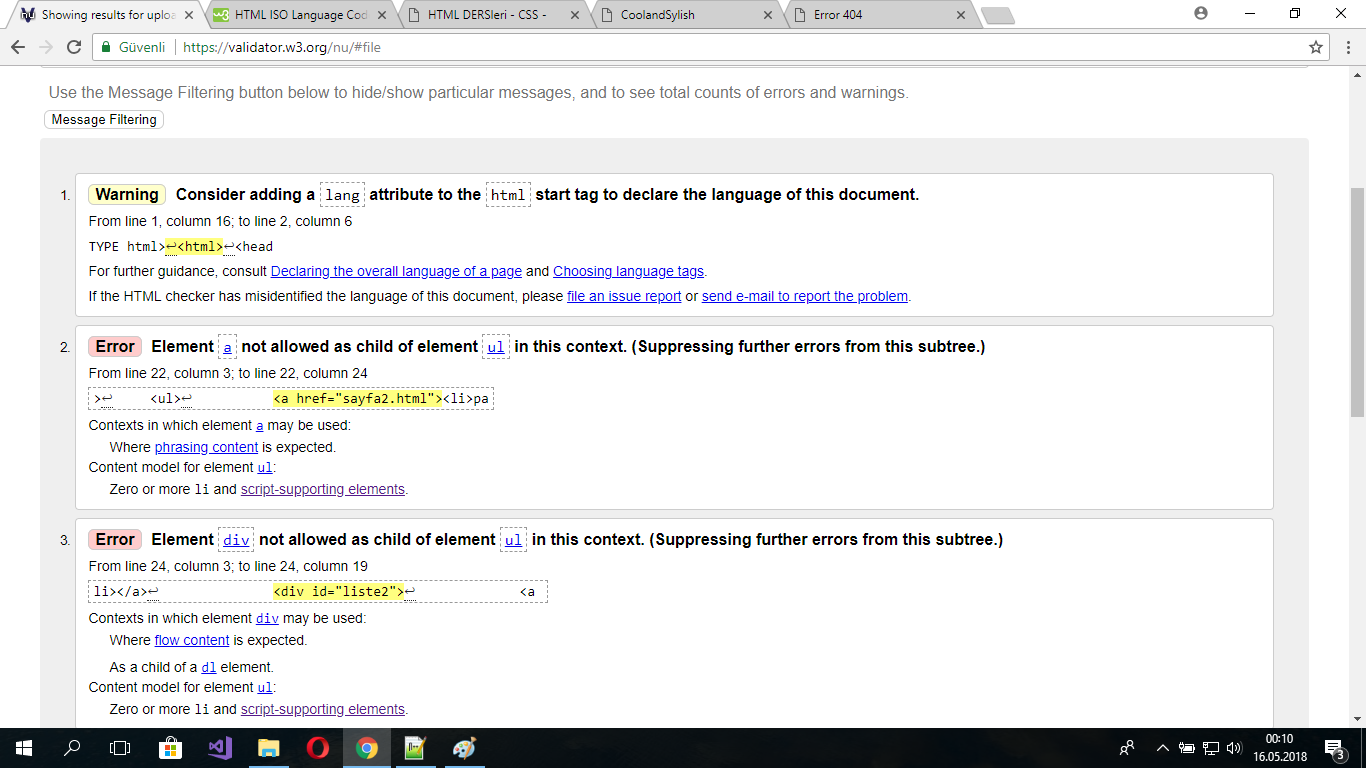 Showing results for uploa
HTML ISO Language Cod
HTML DERSleri - CSS -
CoolandSylish
Error 404
Güvenli
https://validator.w3.org/nu/#file
Use the Message Filtering button below to hide/show particular messages, and to see total counts of errors and warnings.
Message Filtering
1. Warning Consider adding a lang attribute to the html start tag to declare the language of this document.
From line 1, column 16; to line 2, column 6
TYPE html>↩<html>↩<head
For further guidance, consult Declaring the overall language of a page and Choosing language tags.
If the HTML checker has misidentified the language of this document, please file an issue report or send e-mail to report the problem.
2. Error Element a not allowed as child of element ul in this context. (Suppressing further errors from this subtree.)
From line 22, column 3; to line 22, column 24
>↩ <ul>↩ <a href="sayfa2.html"><li>pa
Contexts in which element a may be used:
Where phrasing content is expected.
Content model for element ul:
Zero or more li and script-supporting elements.
3. Error Element div not allowed as child of element ul in this context. (Suppressing further errors from this subtree.)
From line 24, column 3; to line 24, column 19
li></a>↩ <div id="liste2">↩ <a
Contexts in which element div may be used:
Where flow content is expected.
As a child of a dl element.
Content model for element ul:
Zero or more li and script-supporting elements.
00:10
16.05.2018
3